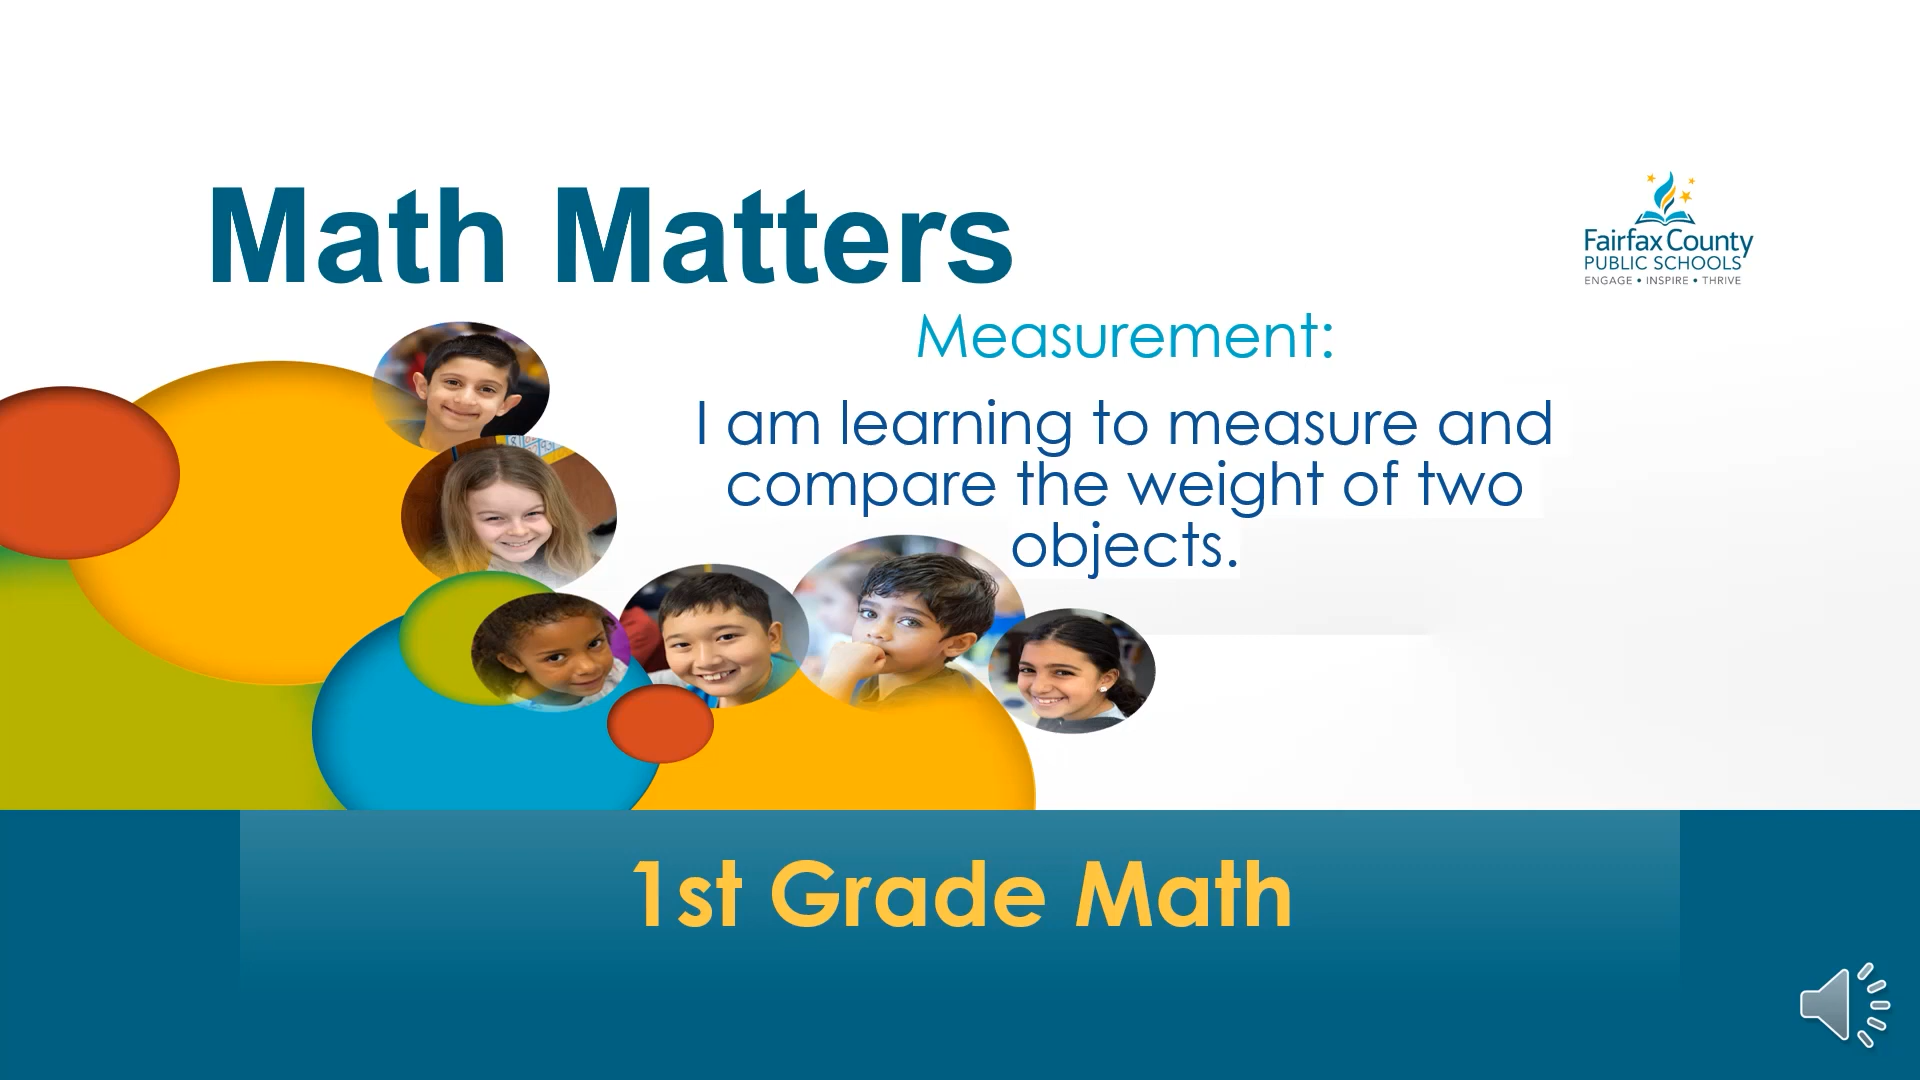 Math Matters
Fairfax County
PUBLIC SCHOOLS
ENGAGE • INSPIRE • THRIVE
Measurement:
I am learning to measure and
compare the weight of two
objects.
1st Grade Math